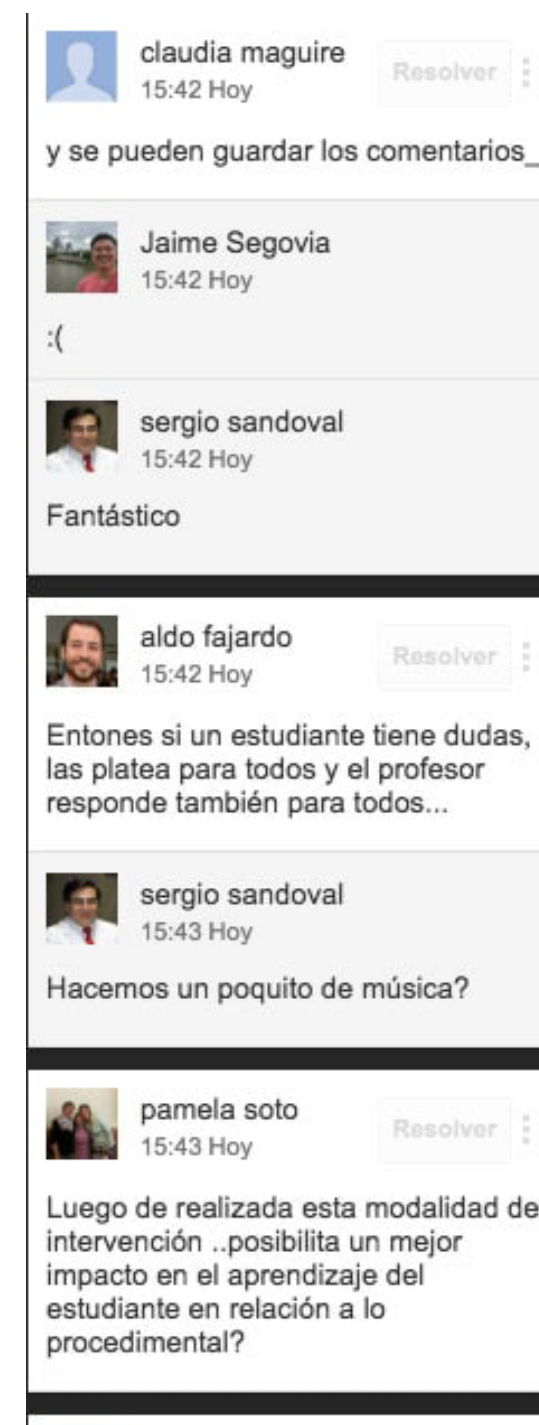 claudia maguire
Resolver
15:42 Hoy
y se pueden guardar los comentarios_
Jaime Segovia
15:42 Hoy
:(
sergio sandoval
15:42 Hoy
Fantástico
aldo fajardo
Resolver
15:42 Hoy
Entones si un estudiante tiene dudas,
las platea para todos y el profesor
responde también para todos...
sergio sandoval
15:43 Hoy
Hacemos un poquito de música?
pamela soto
Resolver
15:43 Hoy
Luego de realizada esta modalidad de
intervención ..posibilita un mejor
impacto en el aprendizaje del
estudiante en relación a lo
procedimental?